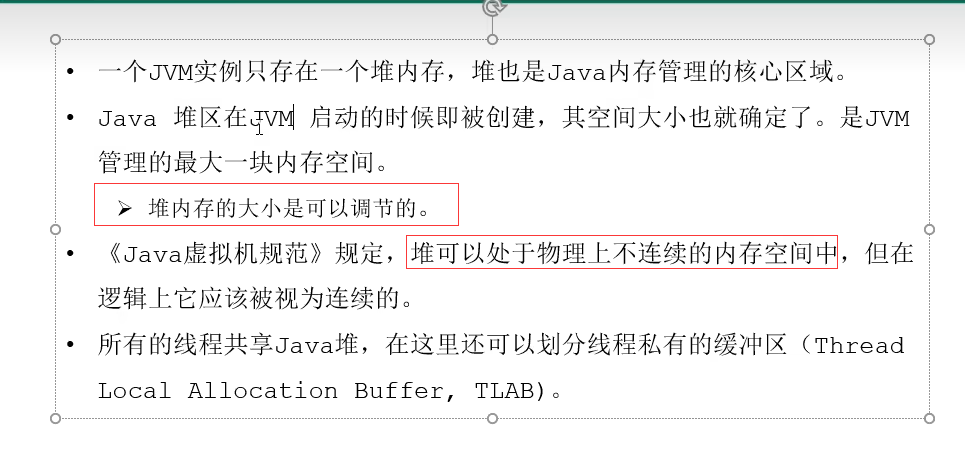 • 一个JVM实例只存在一个堆内存，堆也是Java内存管理的核心区域。
• Java 堆区在JVM 启动的时候即被创建，其空间大小也就确定了。是JVM
管理的最大一块内存空间。
➢ 堆内存的大小是可以调节的。
• 《Java虚拟机规范》规定，堆可以处于物理上不连续的内存空间中，但在
逻辑上它应该被视为连续的。
• 所有的线程共享Java堆，在这里还可以划分线程私有的缓冲区（Thread
Local Allocation Buffer, TLAB)。